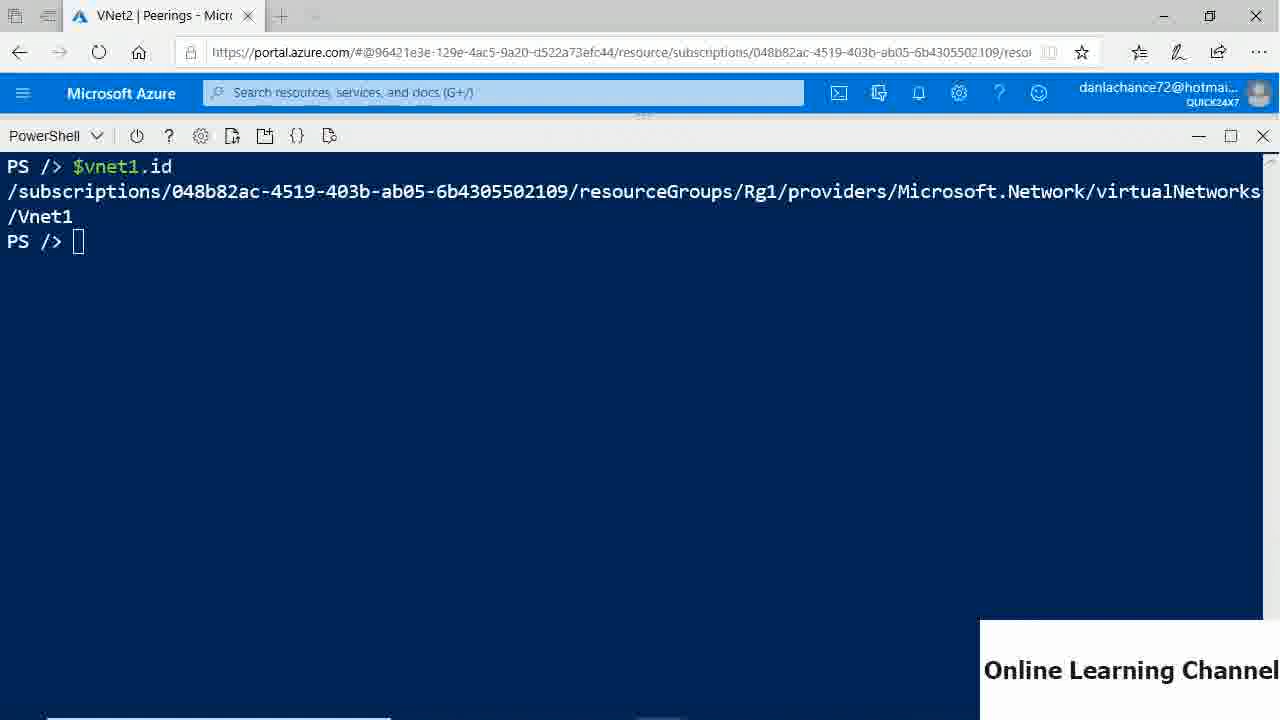 VNet2 | Peerings - Micro
https://portal.azure.com/#@96421e3e-129e-4ac5-9a20-d522a73efc44/resource/subscriptions/048b82ac-4519-403b-ab05-6b4305502109/resou
Microsoft Azure
Search resources, services, and docs (G+/)
danlachance72@hotmai...
QUICK24X7
PowerShell
PS /> $vnet1.id
/subscriptions/048b82ac-4519-403b-ab05-6b4305502109/resourceGroups/Rg1/providers/Microsoft.Network/virtualNetworks
/Vnet1
PS />
Online Learning Channel